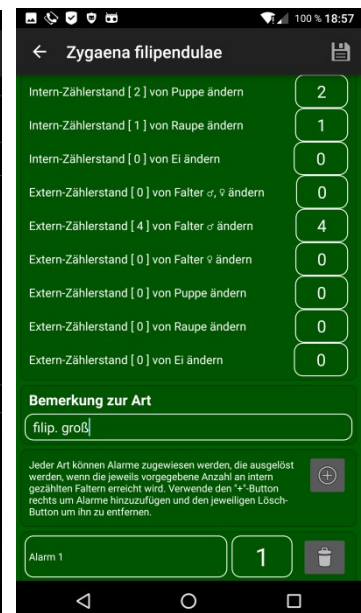 100 % 18:57
Zygaena filipendulae
Intern-Zählerstand [ 2 ] von Puppe ändern 2
Intern-Zählerstand [ 1 ] von Raupe ändern 1
Intern-Zählerstand [ 0 ] von Ei ändern 0
Extern-Zählerstand [ 0 ] von Falter ♂, ♀ ändern 0
Extern-Zählerstand [ 4 ] von Falter ♂ ändern 4
Extern-Zählerstand [ 0 ] von Falter ♀ ändern 0
Extern-Zählerstand [ 0 ] von Puppe ändern 0
Extern-Zählerstand [ 0 ] von Raupe ändern 0
Extern-Zählerstand [ 0 ] von Ei ändern 0
Bemerkung zur Art
filip. groß
Jeder Art können Alarme zugewiesen werden, die ausgelöst
werden, wenn die jeweils vorgegebene Anzahl an intern
gezählten Faltern erreicht wird. Verwende den "+"-Button
rechts um Alarme hinzuzufügen und den jeweiligen Lösch-
Button um ihn zu entfernen.
Alarm 1 1